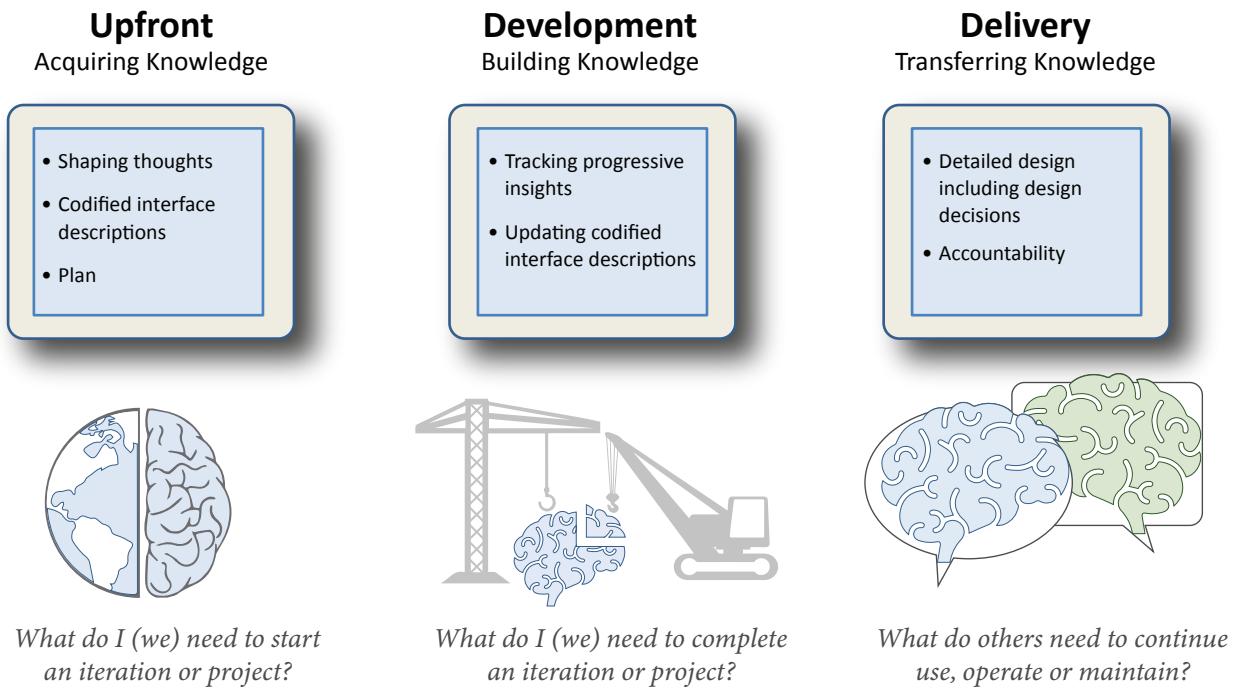 Upfront
Acquiring Knowledge
• Shaping thoughts
• Codified interface
descriptions
• Plan
What do I (we) need to start
an iteration or project?
Development
Building Knowledge
• Tracking progressive
insights
• Updating codified
interface descriptions
What do I (we) need to complete
an iteration or project?
Delivery
Transferring Knowledge
• Detailed design
including design
decisions
• Accountability
What do others need to continue
use, operate or maintain?